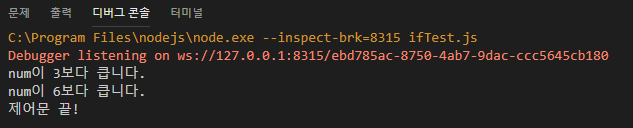 문제 출력 디버그 콘솔 터미널
C:\Program Files\nodejs\node.exe --inspect-brk=8315 ifTest.js
Debugger listening on ws://127.0.0.1:8315/ebd785ac-8750-4ab7-9dac-ccc5645cb180
num이 3보다 큽니다.
num이 6보다 큽니다.
제어문 끝!